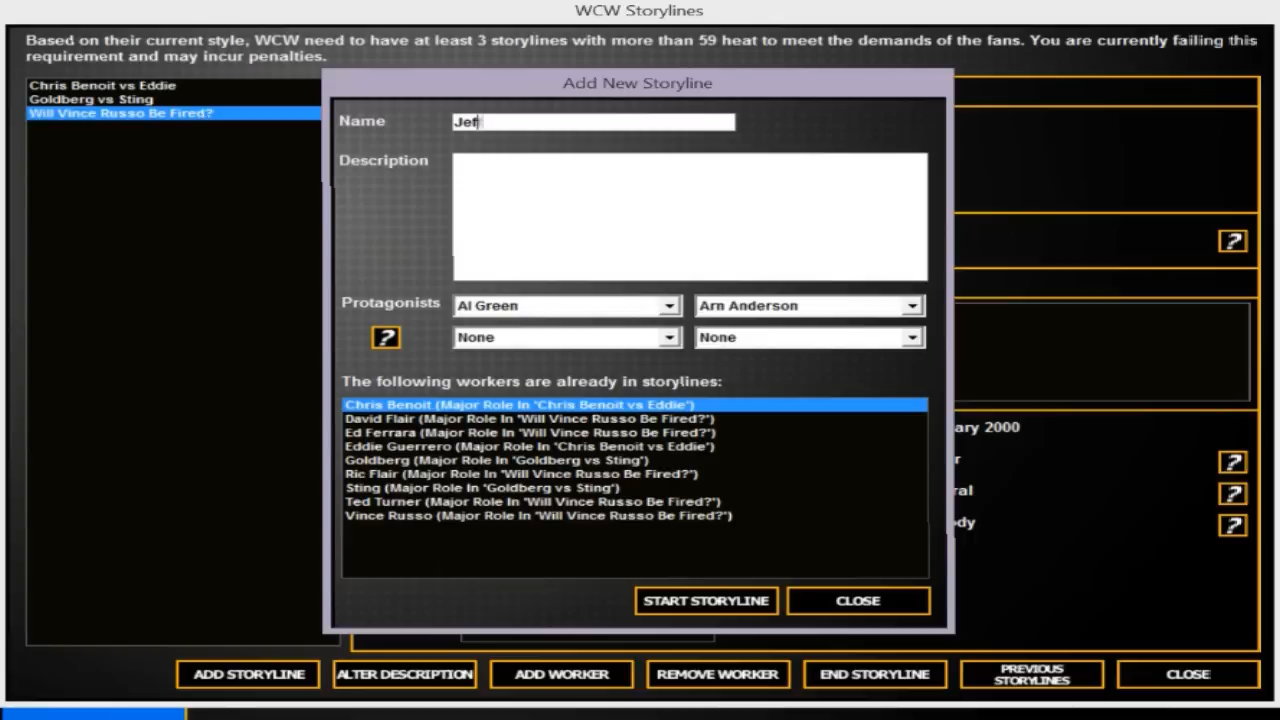 WCW Storylines
Based on their current style, WCW need to have at least 3 storylines with more than 59 heat to meet the demands of the fans. You are currently failing this
requirement and may incur penalties.
Chris Benoit vs Eddie
Goldberg vs Sting
Will Vince Russo Be Fired?
Add New Storyline
Name
Jef
Description
Protagonists
Al Green
Arn Anderson
?
None
None
The following workers are already in storylines:
Chris Benoit (Major Role In 'Chris Benoit vs Eddie')
David Flair (Major Role In 'Will Vince Russo Be Fired?')
Ed Ferrara (Major Role In 'Will Vince Russo Be Fired?')
Eddie Guerrero (Major Role In 'Chris Benoit vs Eddie')
Goldberg (Major Role In 'Goldberg vs Sting')
Ric Flair (Major Role In 'Will Vince Russo Be Fired?')
Sting (Major Role In 'Goldberg vs Sting')
Ted Turner (Major Role In 'Will Vince Russo Be Fired?')
Vince Russo (Major Role In 'Will Vince Russo Be Fired?')
START STORYLINE
CLOSE
?
ary 2000
r
?
ral
?
dy
?
ADD STORYLINE
ALTER DESCRIPTION
ADD WORKER
REMOVE WORKER
END STORYLINE
PREVIOUS
STORYLINES
CLOSE